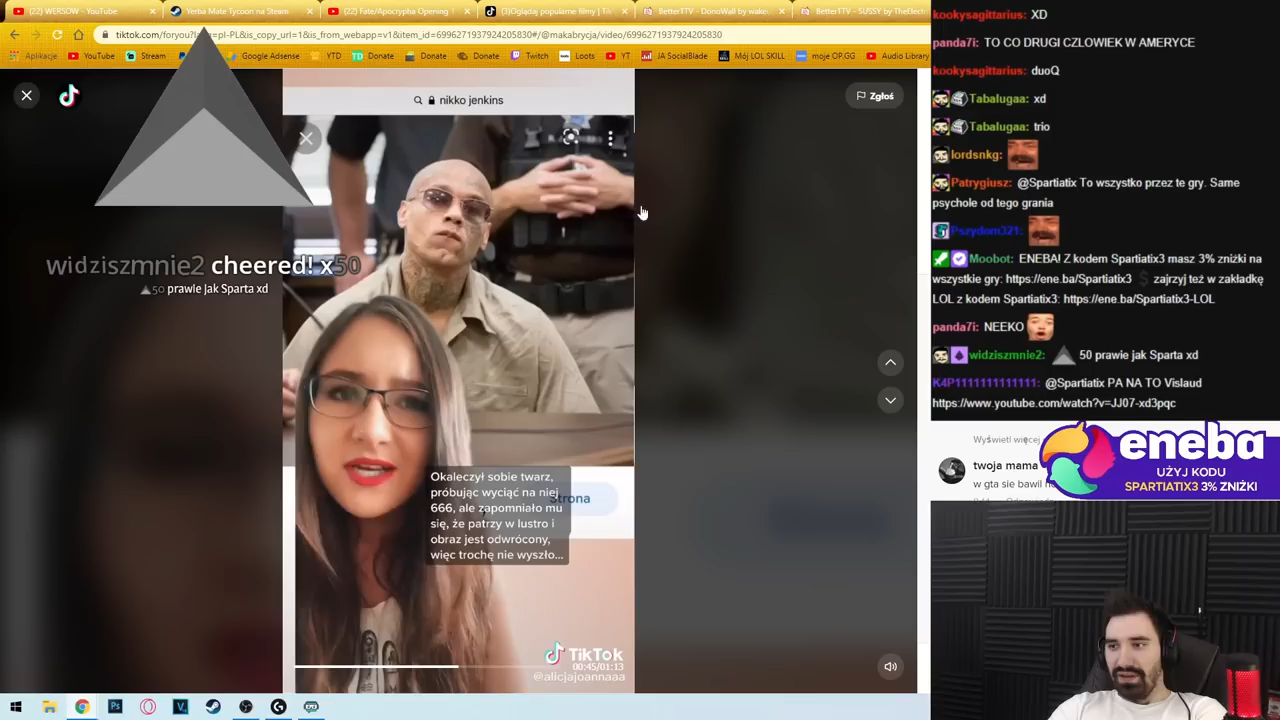 (22) WERSOW - YouTube
Yerba Mate Tycoon na Steam
(22) Fate/Apocrypha Opening
(3)Oglądaj popularne filmy | Tik
BetterTTV - DonoWall by wake
BetterTTV - SUSSY by TheElect
tiktok.com/foryou?
=pl-PL&is_copy_url=1&is_from_webapp=v1&item_id=6996271937924205830#/@makabrycja/video/6996271937924205830
Aplikacje
YouTube
Stream
Google Adsense
YTD
Donate
Donate
Donate
Twitch
Loots
YT
JA SocialBlade
Mój LOL SKILL
moje OP.GG
Audio Library
Zgłoś
nikko jenkins
widziszmnie2 cheered! x50
50 prawie jak Sparta xd
Okaleczył sobie twarz,
próbując wyciąć na niej
666, ale zapomniało mu
się, że patrzy w lustro i
obraz jest odwrócony,
więc trochę nie wyszło...
Strona
TikTok
00:45/01:13
@alicjajoannaaa
kookysagittarius: XD
panda7i: TO CO DRUGI CZLOWIEK W AMERYCE
kookysagittarius: duoQ
Tabalugaa: xd
Tabalugaa: trio
lordsnkg:
Patrygiusz: @Spartiatix To wszystko przez te gry. Same
psychole od tego grania
Pszydom321:
Moobot: ENEBA! Z kodem Spartiatix3 masz 3% zniżki na
wszystkie gry: https://ene.ba/Spartiatix3 zajrzyj też w zakładkę
LOL z kodem Spartiatix3: https://ene.ba/Spartiatix3-LOL
panda7i: NEEKO
widziszmnie2: 50 prawie jak Sparta xd
K4P1111111111111: @Spartiatix PA NA TO Vislaud
https://www.youtube.com/watch?v=JJ07-xd3pqc
Wyświetl więcej
twoja mama
w gta sie bawil
eneba
UŻYJ KODU
SPARTIATIX3 3% ZNIŻKI